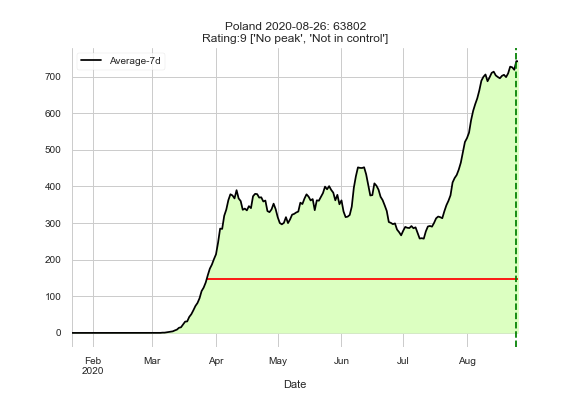 Poland 2020-08-26: 63802
Rating:9 ['No peak', 'Not in control']
Average-7d
700
600
500
400
300
200
100
0
Feb
2020
Mar
Apr
May
Jun
Jul
Aug
Date